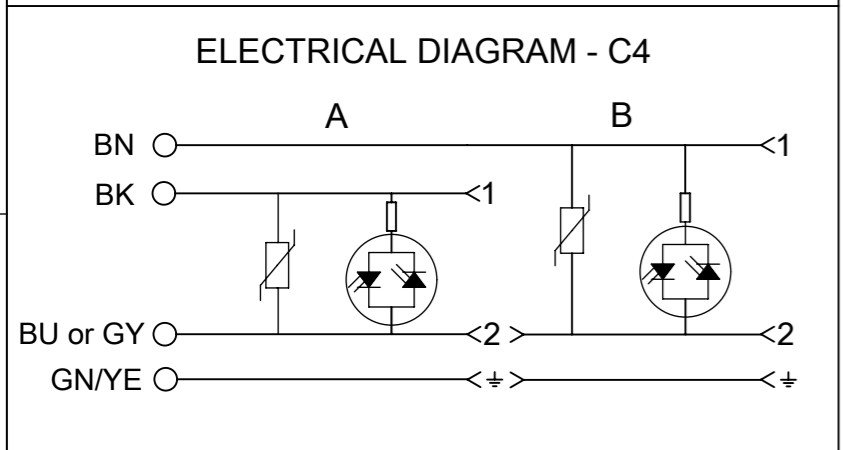 ELECTRICAL DIAGRAM - C4
A B
BN 1
BK 1
BU or GY 2 2
GN/YE